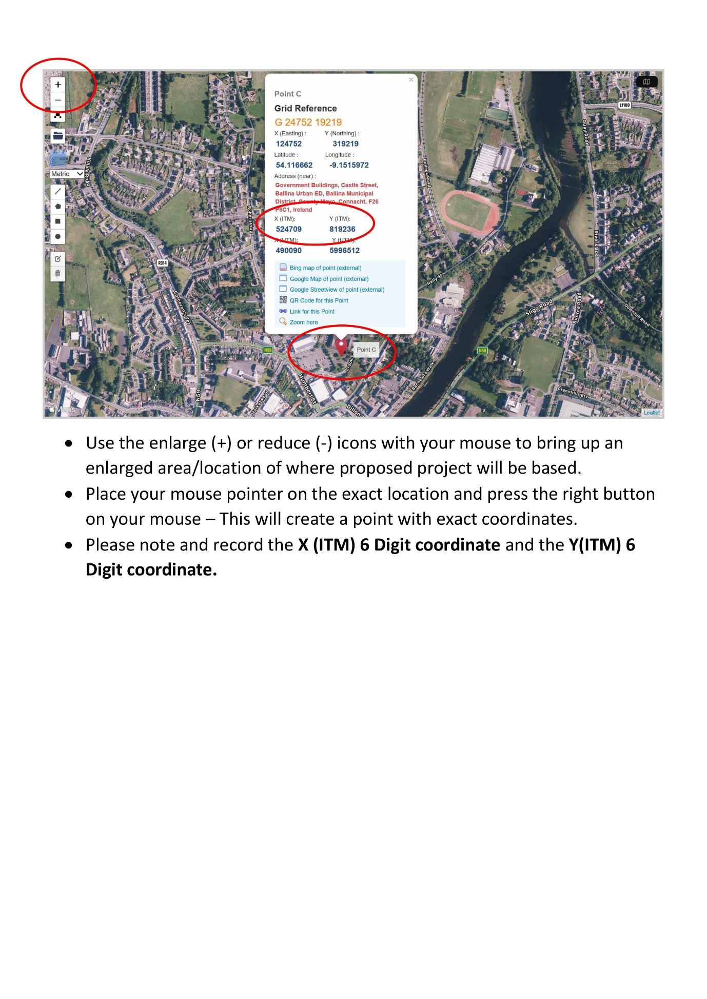 +
−
Metric
Point C
Grid Reference
G 24752 19219
X (Easting) : Y (Northing) :
124752 319219
Latitude : Longitude :
54.116662 -9.1515972
Address (near) :
Government Buildings, Castle Street,
Ballina Urban ED, Ballina Municipal
District, County Mayo, Connacht, F26
P6C1, Ireland
X (ITM): Y (ITM):
524709 819236
X (UTM): Y (UTM):
490090 5996512
Bing map of point (external)
Google Map of point (external)
Google Streetview of point (external)
QR Code for this Point
Link for this Point
Zoom here
Point C
L1100
Quay Road
Killala Road
Belleek Road
Riverslade
R314
Nally St
Corcoran's Ter
Sligo Road
Bunree Road
Downhill Road
N59
N59
Humbert St
Bachelors Walk
Greenhills Est
N59
Market Road
Dillon
Maps
Leaflet
• Use the enlarge (+) or reduce (-) icons with your mouse to bring up an
enlarged area/location of where proposed project will be based.
• Place your mouse pointer on the exact location and press the right button
on your mouse – This will create a point with exact coordinates.
• Please note and record the X (ITM) 6 Digit coordinate and the Y(ITM) 6
Digit coordinate.